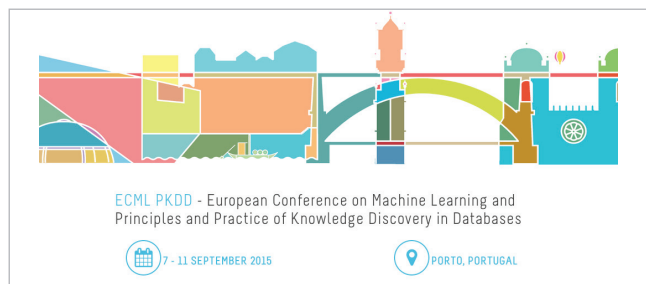 ECML PKDD - European Conference on Machine Learning and
Principles and Practice of Knowledge Discovery in Databases
7 - 11 SEPTEMBER 2015
PORTO, PORTUGAL